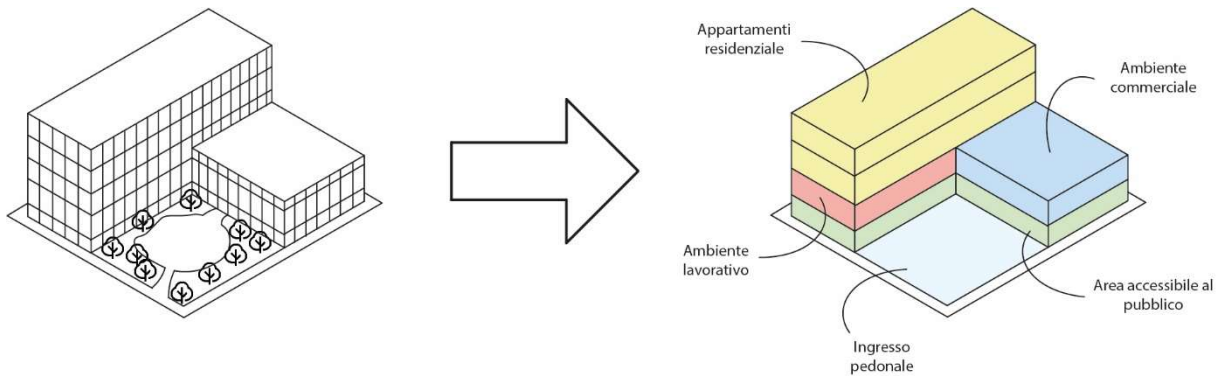 Appartamenti
residenziale
Ambiente
commerciale
Ambiente
lavorativo
Area accessibile al
pubblico
Ingresso
pedonale